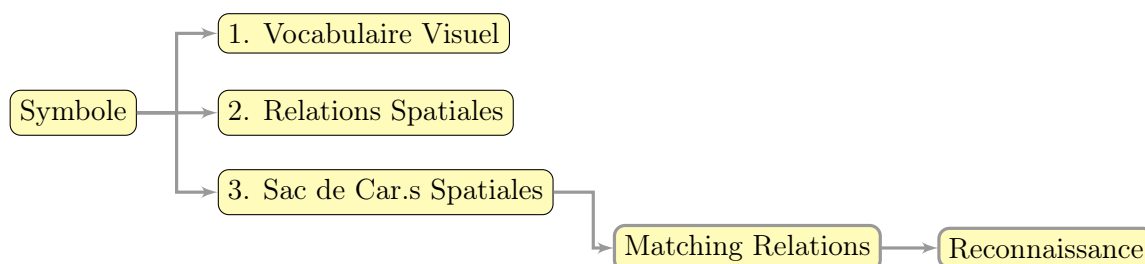 1. Vocabulaire Visuel
Symbole
2. Relations Spatiales
3. Sac de Car.s Spatiales
Matching Relations
Reconnaissance